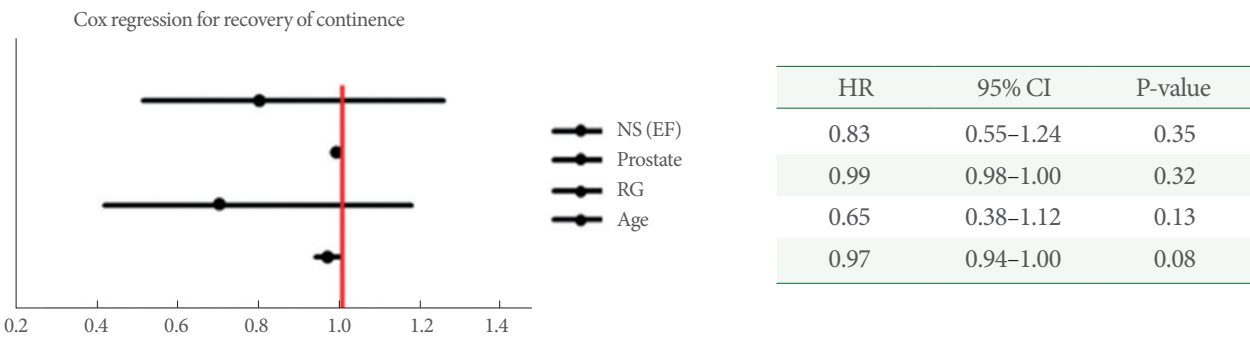 Cox regression for recovery of continence
NS (EF)
Prostate
RG
Age
0.2 0.4 0.6 0.8 1.0 1.2 1.4
HR 95% CI P-value
0.83 0.55–1.24 0.35
0.99 0.98–1.00 0.32
0.65 0.38–1.12 0.13
0.97 0.94–1.00 0.08